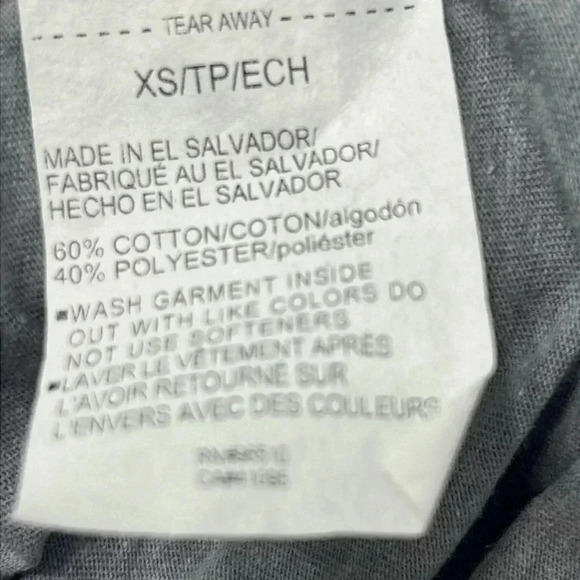 TEAR AWAY
XS/TP/ECH
MADE IN EL SALVADOR/
FABRIQUÉ AU EL SALVADOR/
HECHO EN EL SALVADOR
60% COTTON/COTON/algodón
40% POLYESTER/poliéster
▪WASH GARMENT INSIDE
OUT WITH LIKE COLORS DO
NOT USE SOFTENERS
▪LAVER LE VÊTEMENT APRÈS
L'AVOIR RETOURNE SUR
L'ENVERS AVEC DES COULEURS